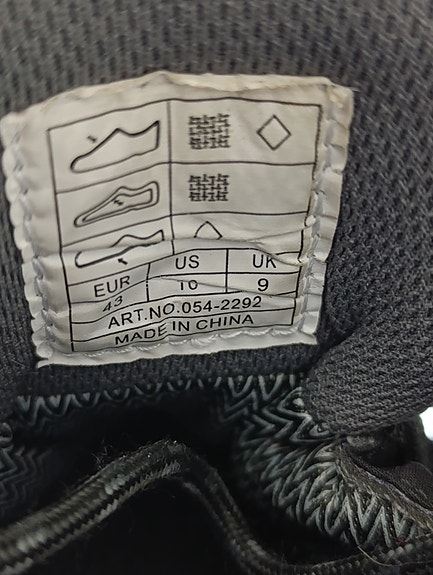 EUR US UK
43 10 9
ART.NO.054-2292
MADE IN CHINA